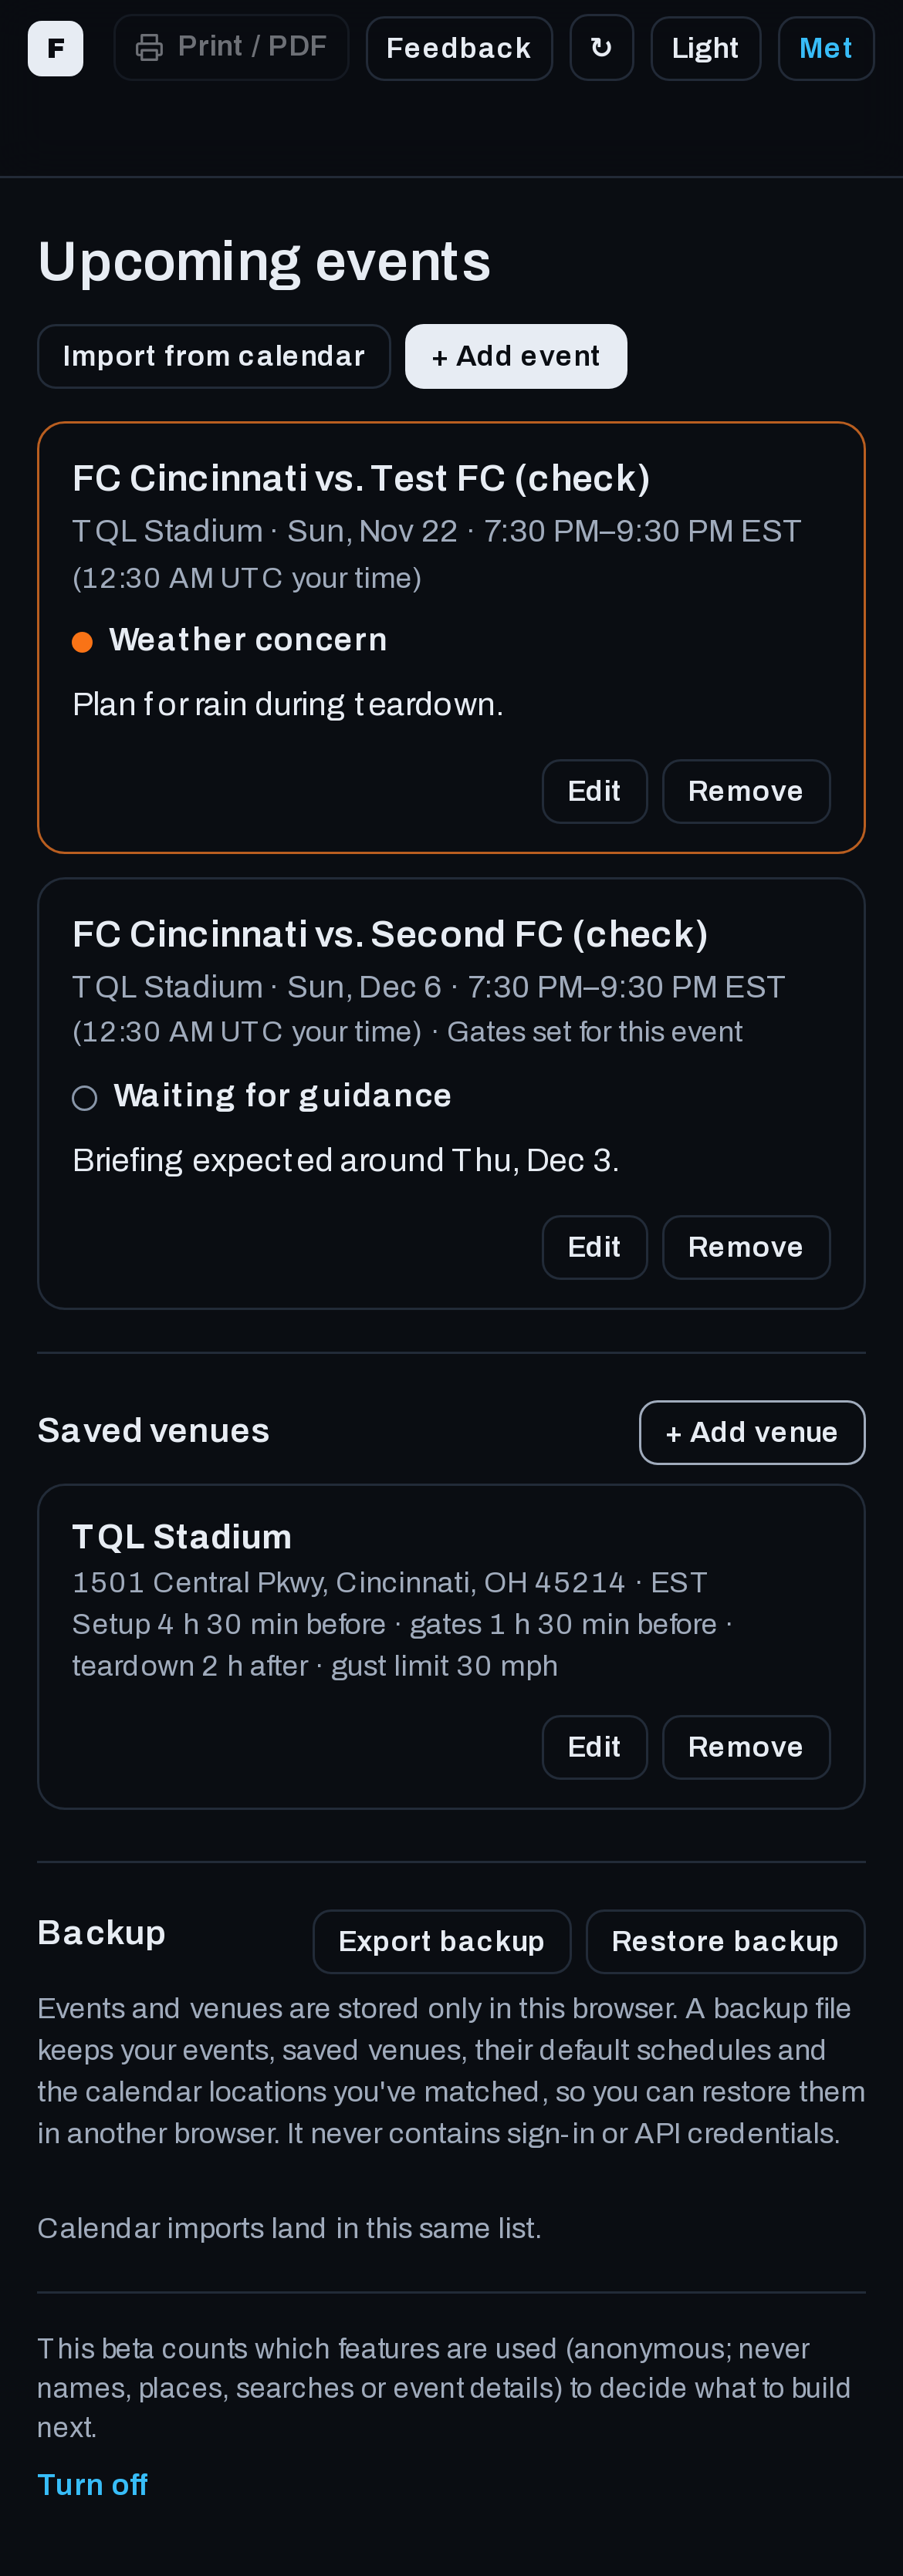 F Print / PDF Feedback ↻ Light Met
Upcoming events
Import from calendar + Add event
FC Cincinnati vs. Test FC (check)
TQL Stadium · Sun, Nov 22 · 7:30 PM–9:30 PM EST
(12:30 AM UTC your time)
Weather concern
Plan for rain during teardown.
Edit Remove
FC Cincinnati vs. Second FC (check)
TQL Stadium · Sun, Dec 6 · 7:30 PM–9:30 PM EST
(12:30 AM UTC your time) · Gates set for this event
Waiting for guidance
Briefing expected around Thu, Dec 3.
Edit Remove
Saved venues + Add venue
TQL Stadium
1501 Central Pkwy, Cincinnati, OH 45214 · EST
Setup 4 h 30 min before · gates 1 h 30 min before ·
teardown 2 h after · gust limit 30 mph
Edit Remove
Backup Export backup Restore backup
Events and venues are stored only in this browser. A backup file
keeps your events, saved venues, their default schedules and
the calendar locations you've matched, so you can restore them
in another browser. It never contains sign-in or API credentials.
Calendar imports land in this same list.
This beta counts which features are used (anonymous; never
names, places, searches or event details) to decide what to build
next.
Turn off